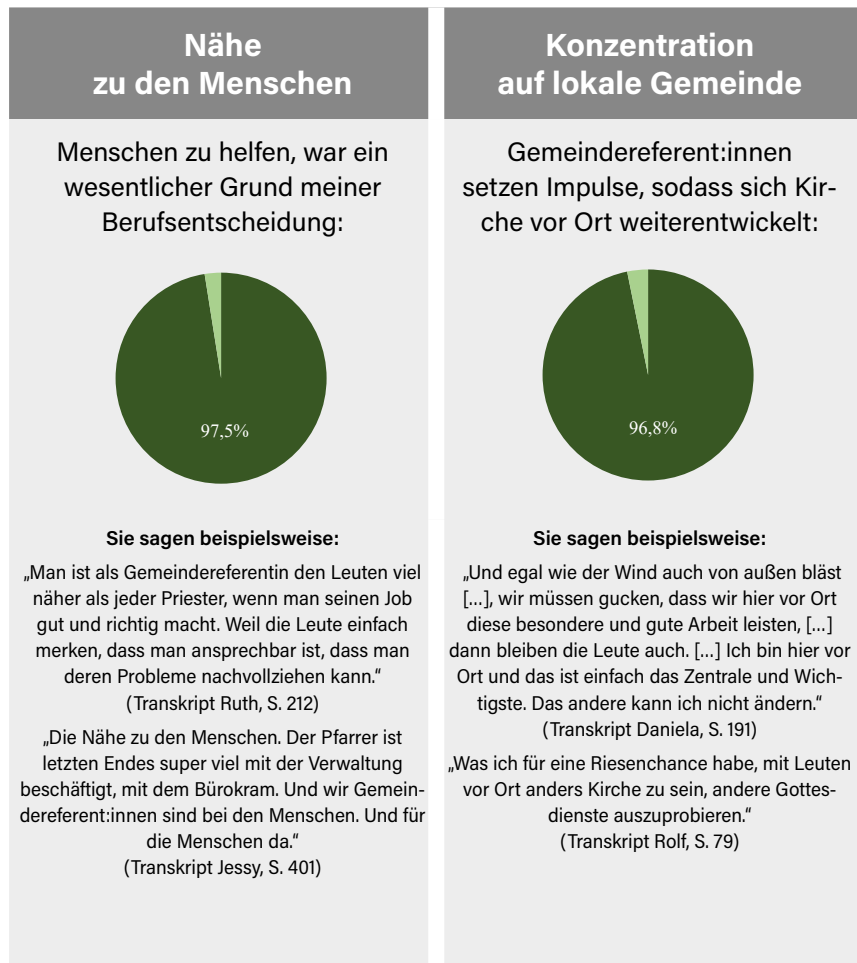 Nähe
zu den Menschen
Menschen zu helfen, war ein
wesentlicher Grund meiner
Berufsentscheidung:
97,5%
Sie sagen beispielsweise:
„Man ist als Gemeindereferentin den Leuten viel
näher als jeder Priester, wenn man seinen Job
gut und richtig macht. Weil die Leute einfach
merken, dass man ansprechbar ist, dass man
deren Probleme nachvollziehen kann.“
(Transkript Ruth, S. 212)
„Die Nähe zu den Menschen. Der Pfarrer ist
letzten Endes super viel mit der Verwaltung
beschäftigt, mit dem Bürokram. Und wir Gemein-
dereferent:innen sind bei den Menschen. Und für
die Menschen da.“
(Transkript Jessy, S. 401)
Konzentration
auf lokale Gemeinde
Gemeindereferent:innen
setzen Impulse, sodass sich Kir-
che vor Ort weiterentwickelt:
96,8%
Sie sagen beispielsweise:
„Und egal wie der Wind auch von außen bläst
[...], wir müssen gucken, dass wir hier vor Ort
diese besondere und gute Arbeit leisten, [...]
dann bleiben die Leute auch. [...] Ich bin hier vor
Ort und das ist einfach das Zentrale und Wich-
tigste. Das andere kann ich nicht ändern.“
(Transkript Daniela, S. 191)
„Was ich für eine Riesenchance habe, mit Leuten
vor Ort anders Kirche zu sein, andere Gottes-
dienste auszuprobieren.“
(Transkript Rolf, S. 79)